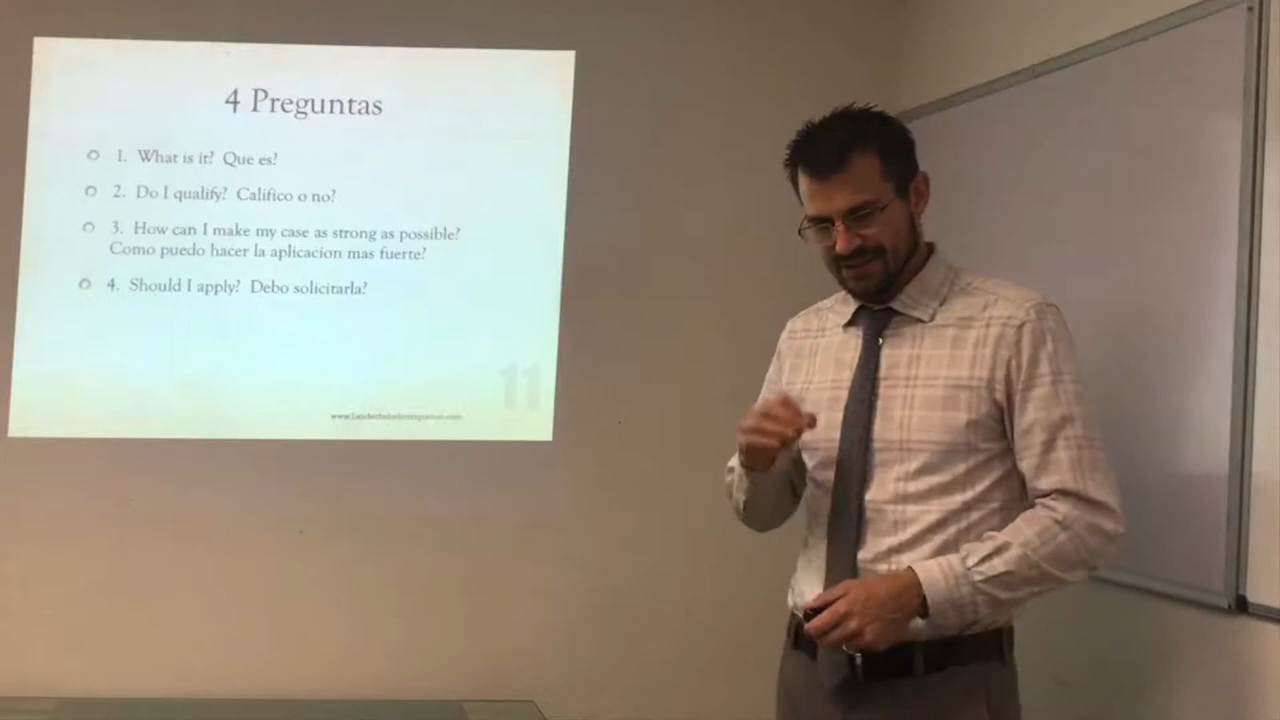 4 Preguntas
1. What is it? Que es?
2. Do I qualify? Califico o no?
3. How can I make my case as strong as possible?
Como puedo hacer la aplicacion mas fuerte?
4. Should I apply? Debo solicitarla?
11